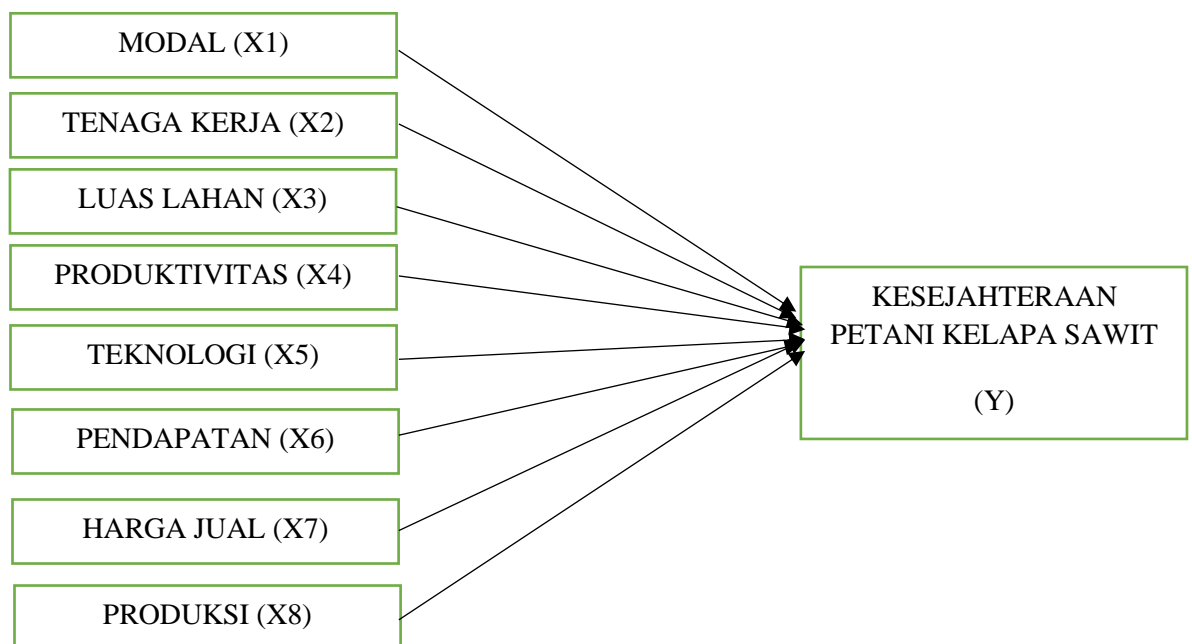 MODAL (X1)
TENAGA KERJA (X2)
LUAS LAHAN (X3)
PRODUKTIVITAS (X4)
TEKNOLOGI (X5)
PENDAPATAN (X6)
HARGA JUAL (X7)
PRODUKSI (X8)
KESEJAHTERAAN
PETANI KELAPA SAWIT
(Y)